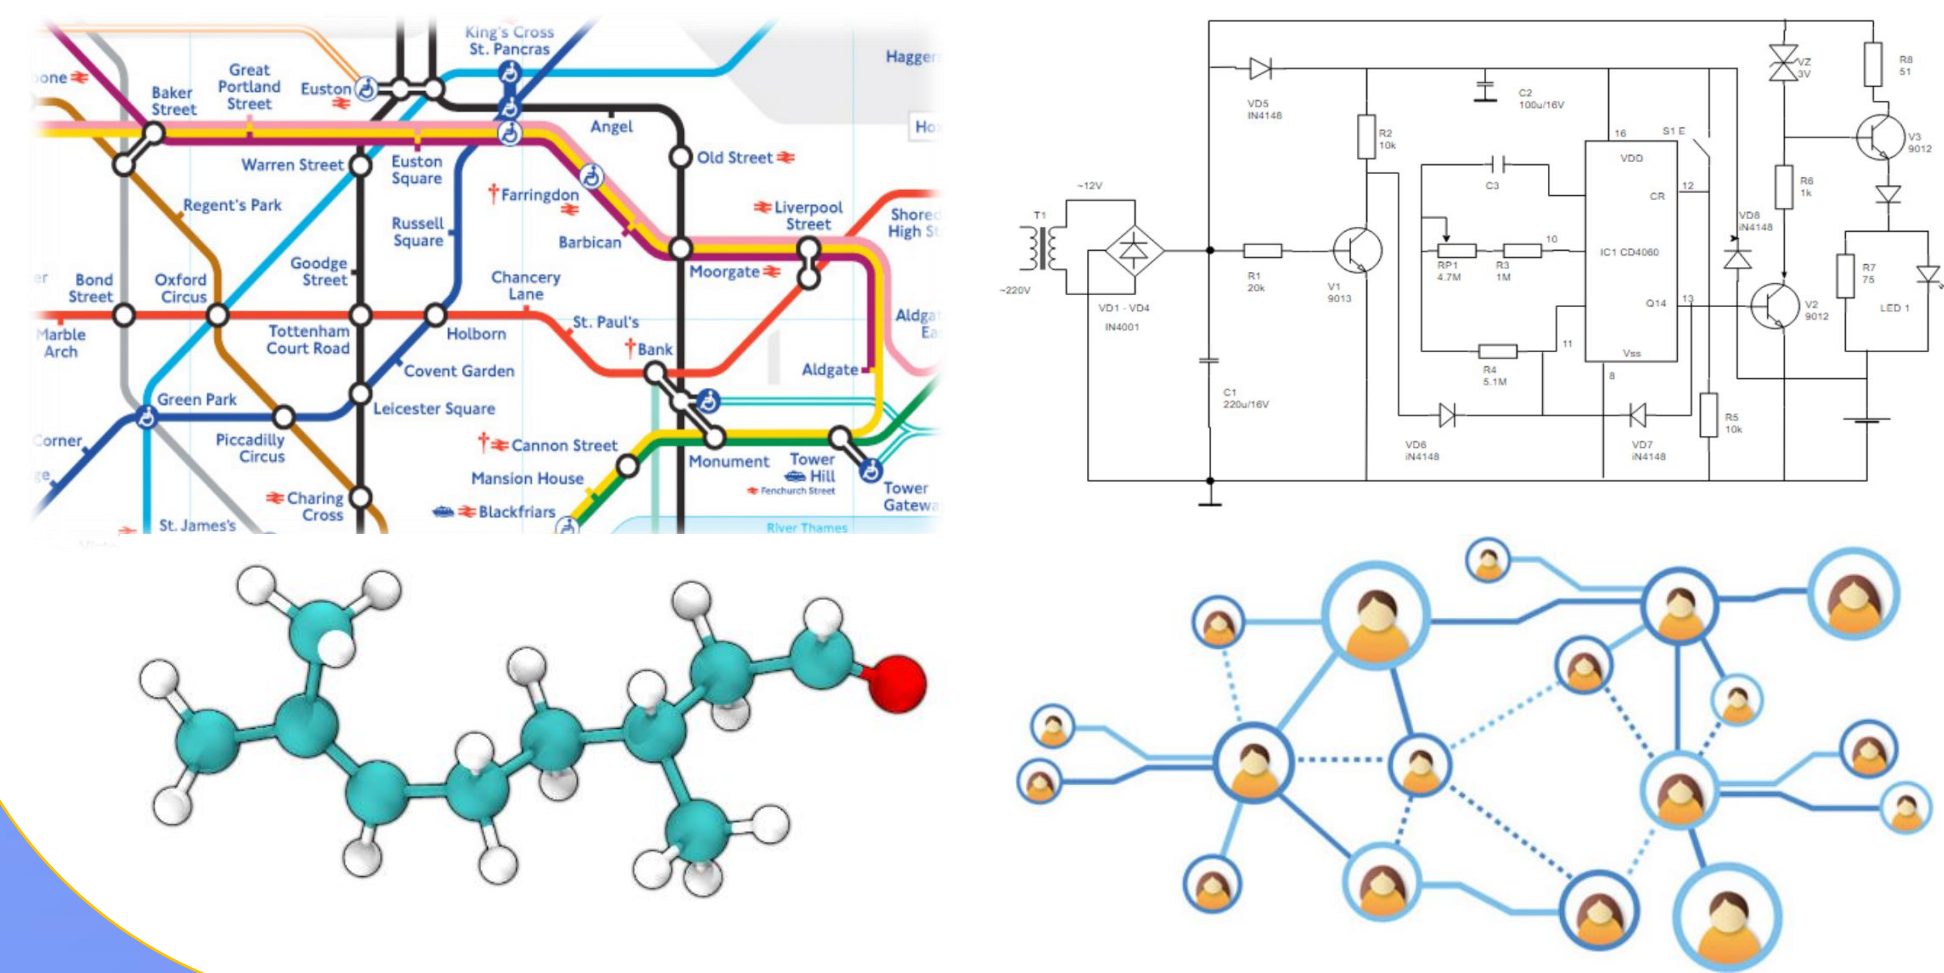 King's Cross
St. Pancras
Great
Portland
Street
Baker
Street
Euston
Angel
Old Street
Warren Street
Euston
Square
Farringdon
Liverpool
Street
Regent's Park
Russell
Square
Barbican
Moorgate
Bond
Street
Oxford
Circus
Goodge
Street
Chancery
Lane
Marble
Arch
Tottenham
Court Road
Holborn
St. Paul's
Bank
Covent Garden
Aldgate
Green Park
Leicester Square
Piccadilly
Circus
Cannon Street
Monument
Tower
Hill
Fenchurch Street
Mansion House
Tower
Charing
Cross
Blackfriars
St. James's
River Thames
VD5
IN4148
C2
100u/16V
VZ
3V
R8
51
R2
10k
16
S1 E
V3
9012
VDD
C3
12
CR
R6
1k
~12V
T1
VD8
iN4148
10
IC1 CD4060
R1
20k
V1
9013
RP1
4.7M
R3
1M
R7
75
~220V
VD1 - VD4
IN4001
Q14
13
V2
9012
LED 1
11
Vss
8
R4
5.1M
C1
220u/16V
R5
10k
VD6
iN4148
VD7
iN4148